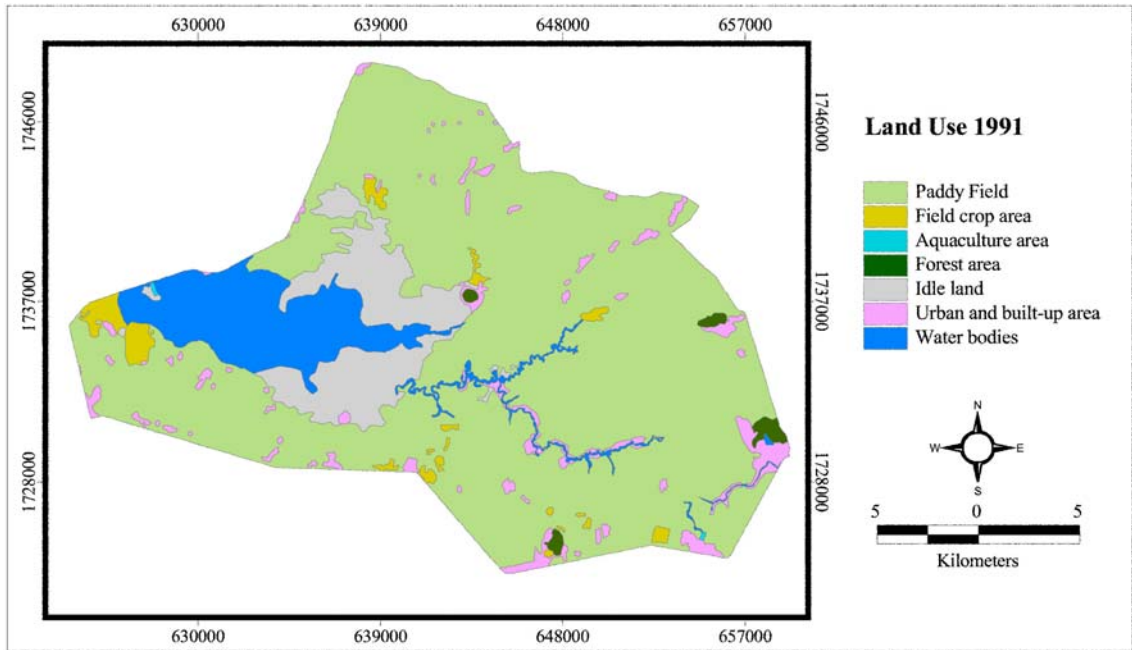 630000 639000 648000 657000
1746000 1746000
1737000 1737000
1728000 1728000
630000 639000 648000 657000
Land Use 1991
Paddy Field
Field crop area
Aquaculture area
Forest area
Idle land
Urban and built-up area
Water bodies
N
W E
S
5 0 5
Kilometers